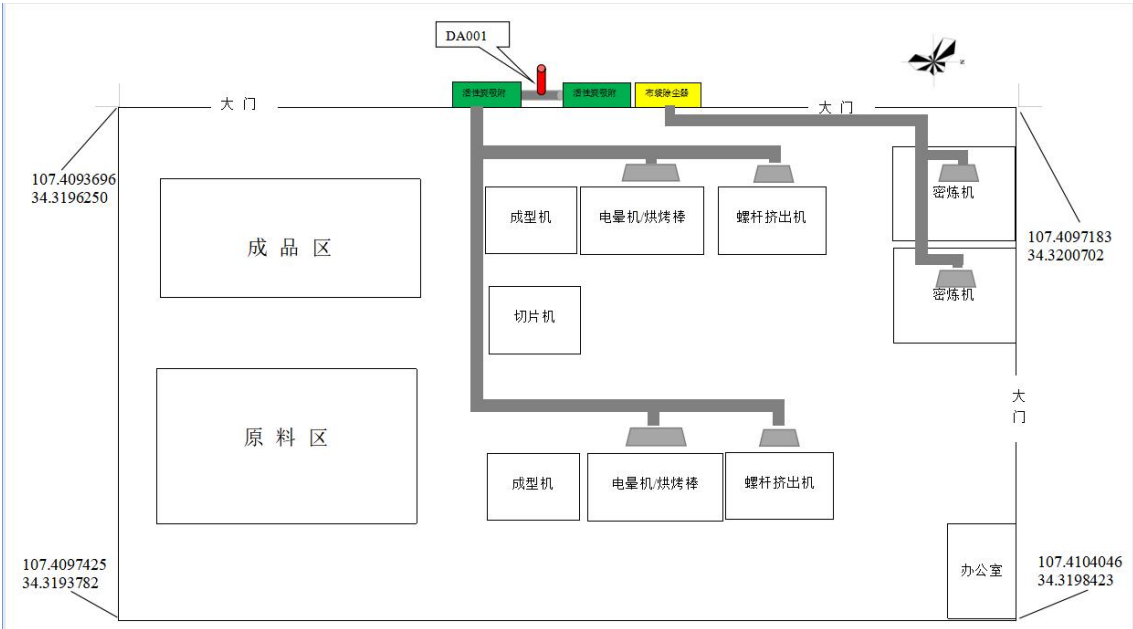 DA001
活性炭吸附
活性炭吸附
布袋除尘器
大 门
大 门
107.4093696
34.3196250
密炼机
成型机
电晕机/烘烤棒
螺杆挤出机
成 品 区
107.4097183
34.3200702
密炼机
切片机
大
门
原 料 区
成型机
电晕机/烘烤棒
螺杆挤出机
107.4097425
34.3193782
办公室
107.4104046
34.3198423